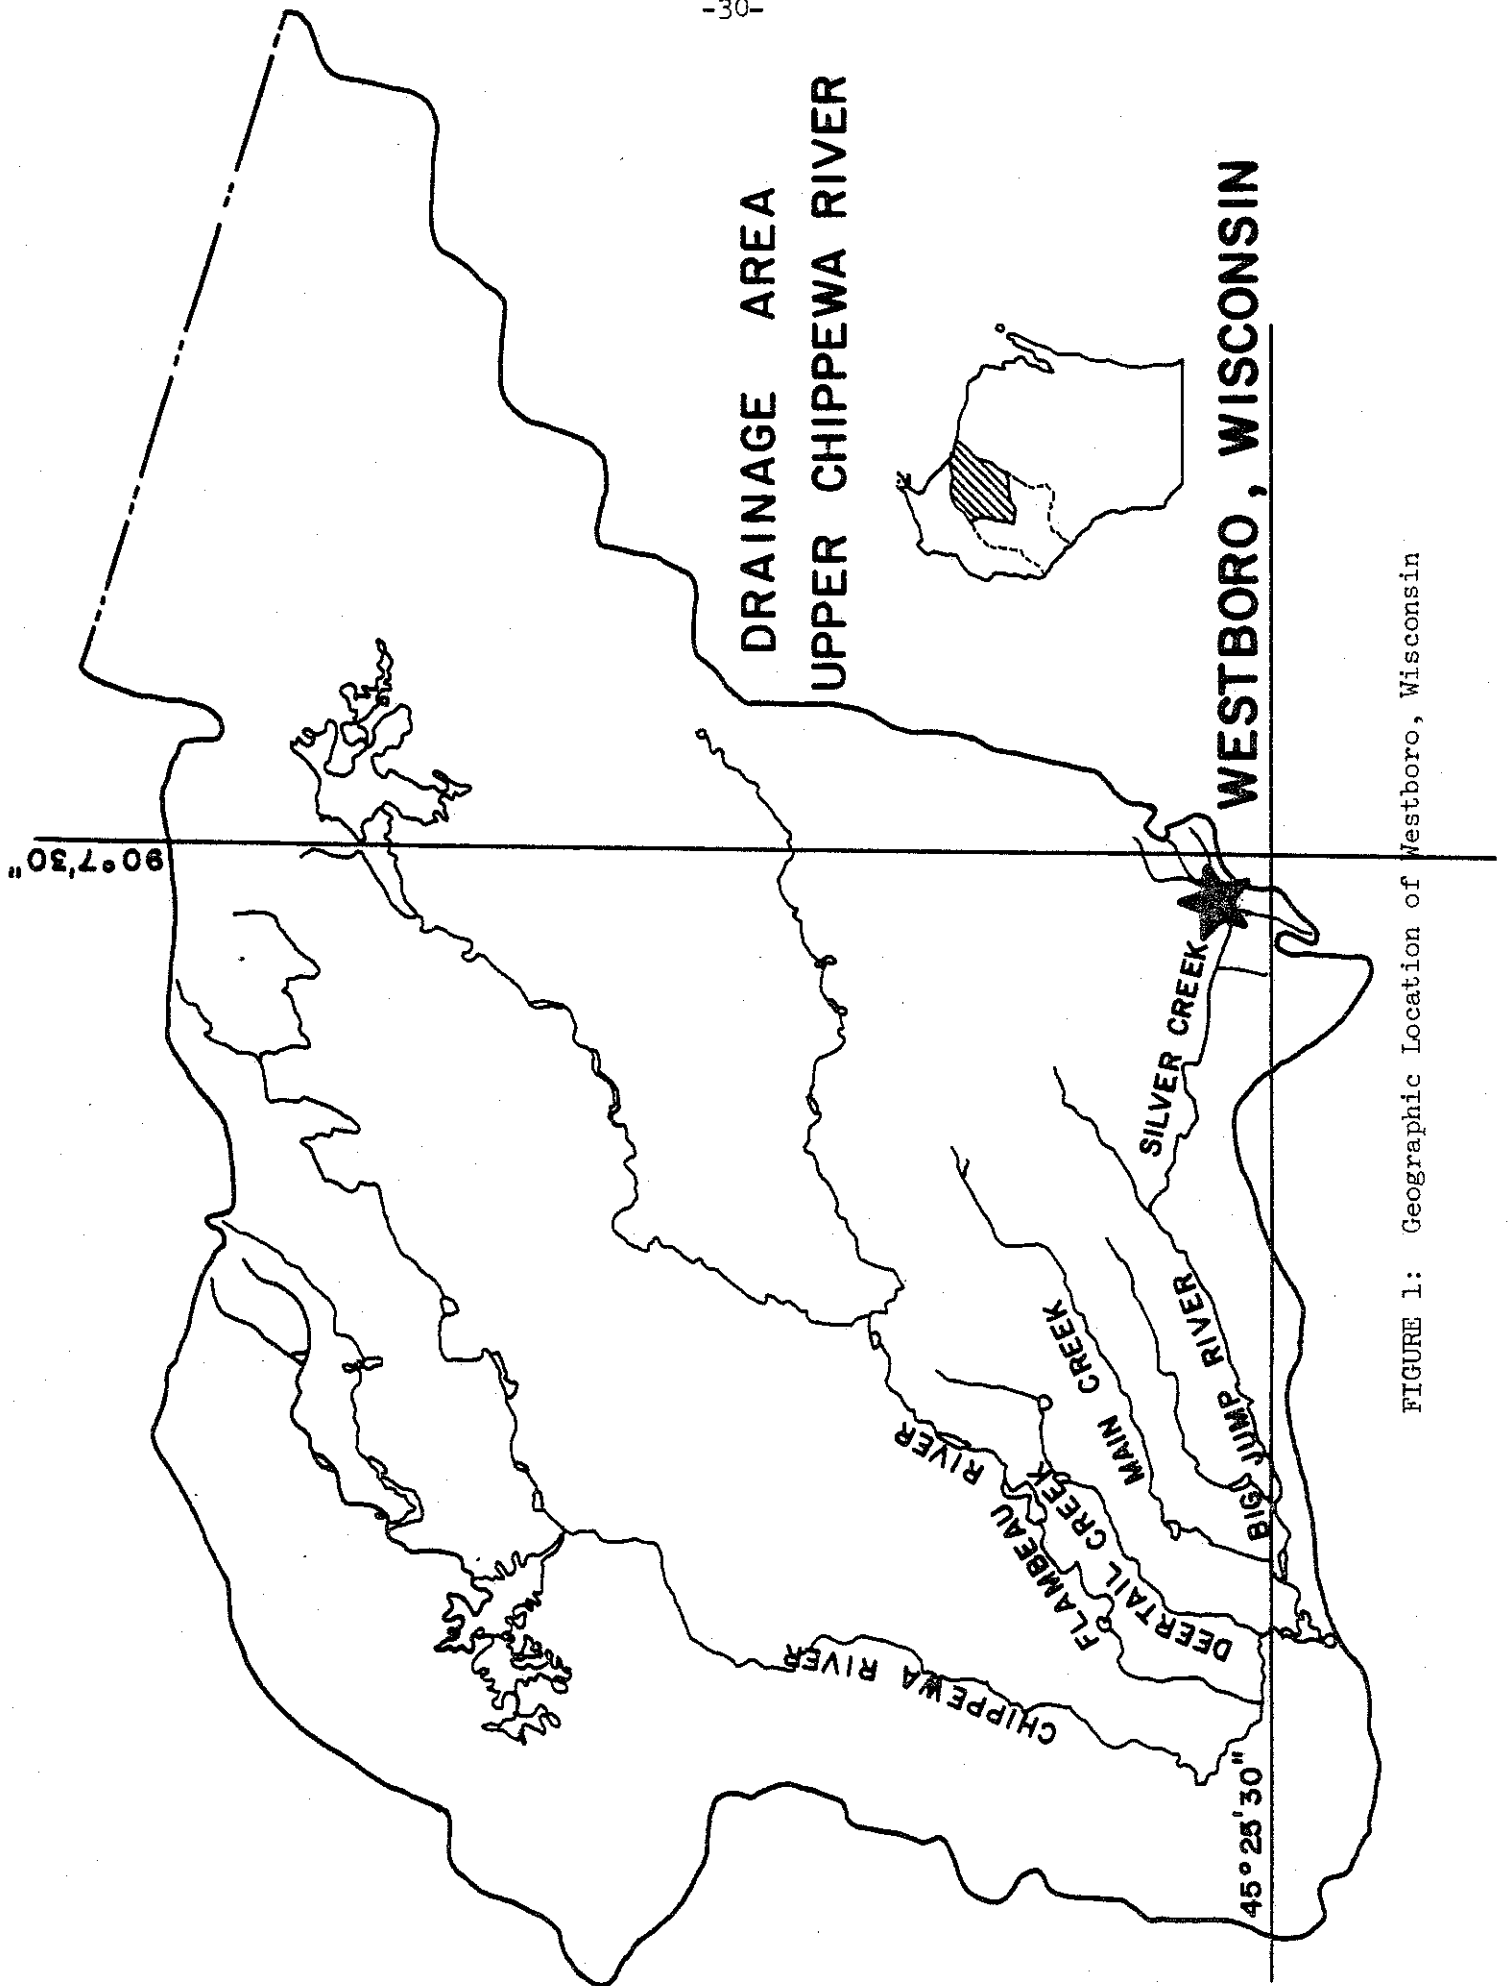 -30-
90°7'30"
DRAINAGE AREA
UPPER CHIPPEWA RIVER
WESTBORO, WISCONSIN
SILVER CREEK
BIG JUMP RIVER
MAIN CREEK
FLAMBEAU RIVER
DEERTAIL CREEK
CHIPPEWA RIVER
45°25'30"
FIGURE 1: Geographic Location of Westboro, Wisconsin